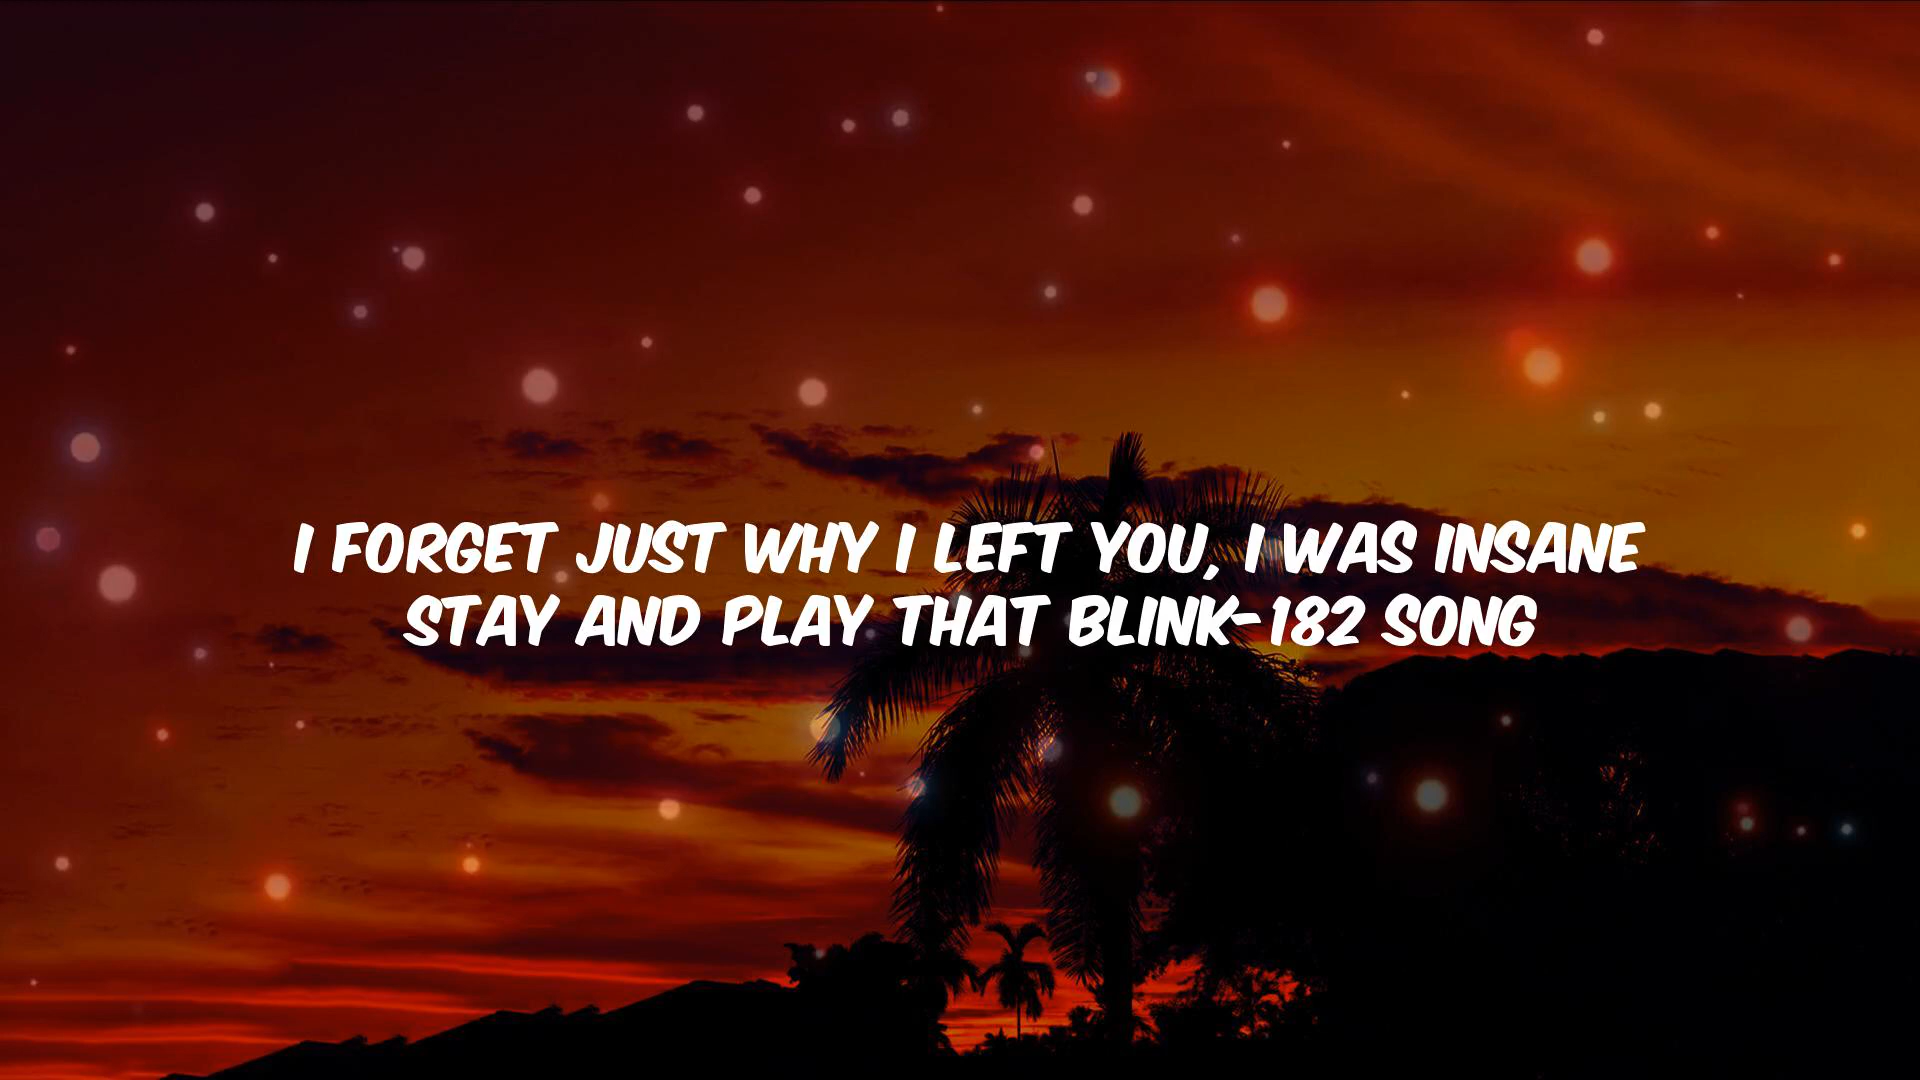 I FORGET JUST WHY I LEFT YOU, I WAS INSANE
STAY AND PLAY THAT BLINK-182 SONG